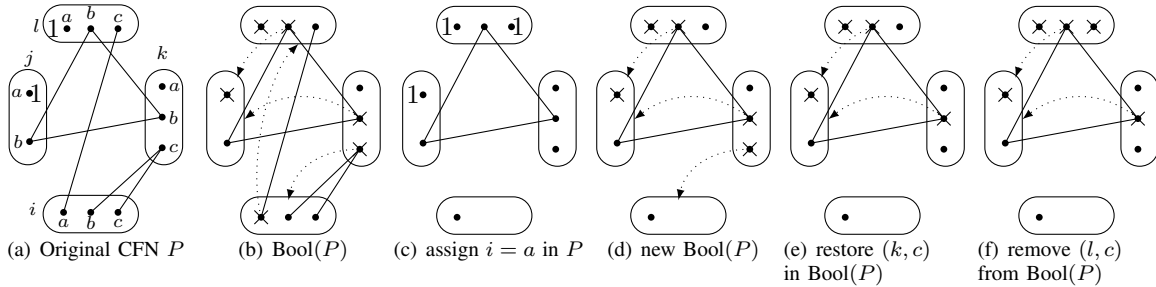 l a b c
1
j k
a 1
a
b
b
c
i
a b c
1 1
1
(a) Original CFN P
(b) Bool(P)
(c) assign i = a in P
(d) new Bool(P)
(e) restore (k, c)
in Bool(P)
(f) remove (l, c)
from Bool(P)